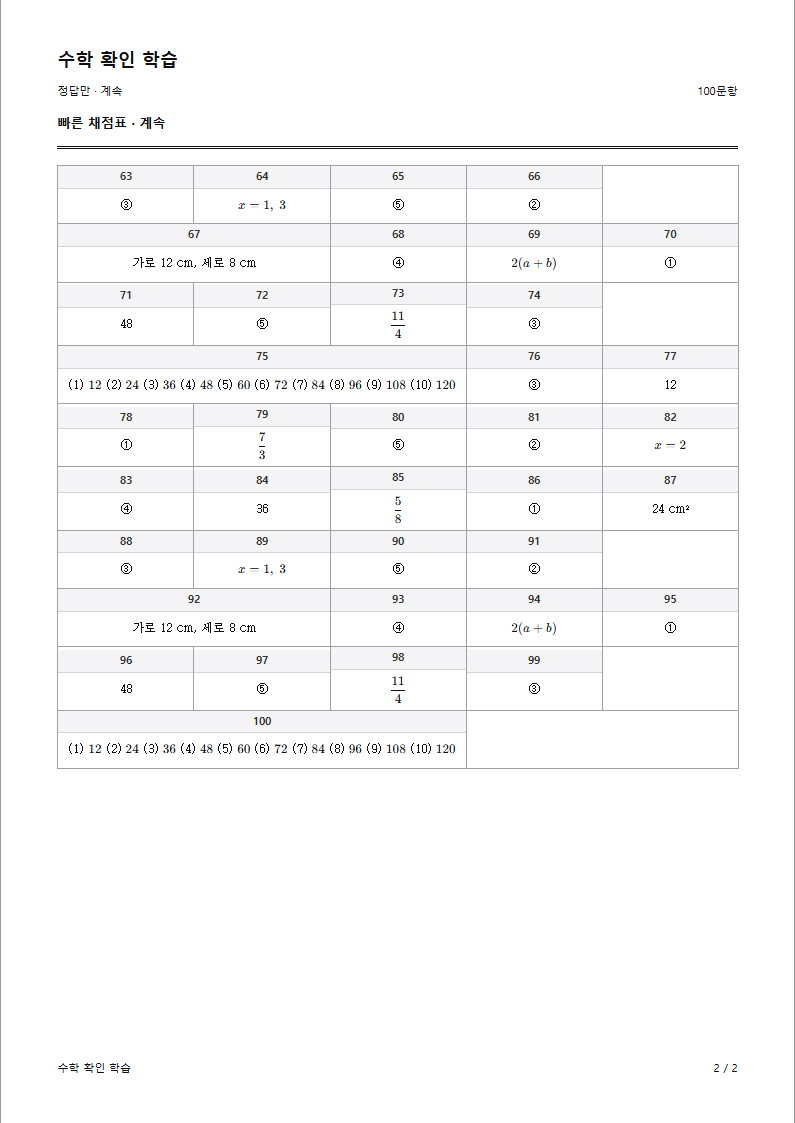 수학 확인 학습
정답만 · 계속 100문항
빠른 채점표 · 계속
63 64 65 66
③ x = 1, 3 ⑤ ②
67 68 69 70
가로 12 cm, 세로 8 cm ④ 2(a + b) ①
71 72 73 74
48 ⑤ 11/4 ③
75 76 77
(1) 12 (2) 24 (3) 36 (4) 48 (5) 60 (6) 72 (7) 84 (8) 96 (9) 108 (10) 120 ③ 12
78 79 80 81 82
① 7/3 ⑤ ② x = 2
83 84 85 86 87
④ 36 5/8 ① 24 cm²
88 89 90 91
③ x = 1, 3 ⑤ ②
92 93 94 95
가로 12 cm, 세로 8 cm ④ 2(a + b) ①
96 97 98 99
48 ⑤ 11/4 ③
100
(1) 12 (2) 24 (3) 36 (4) 48 (5) 60 (6) 72 (7) 84 (8) 96 (9) 108 (10) 120
수학 확인 학습 2 / 2